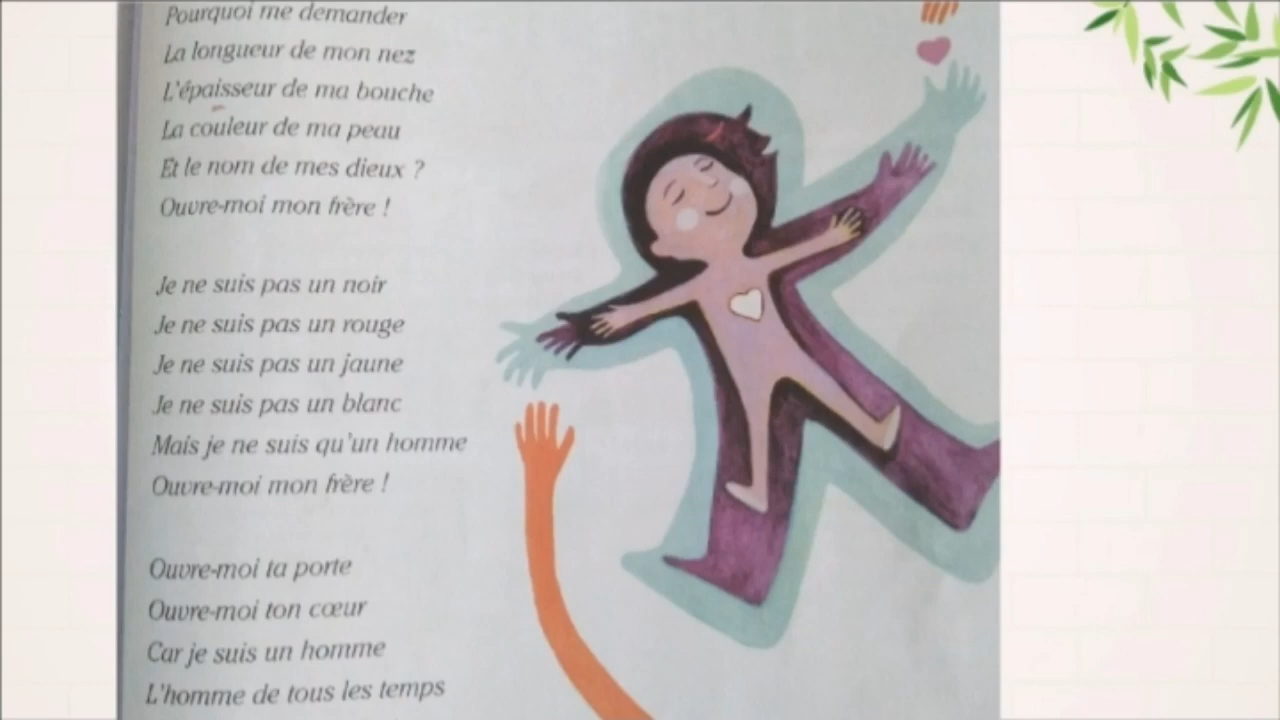 Pourquoi me demander
La longueur de mon nez
L'épaisseur de ma bouche
La couleur de ma peau
Et le nom de mes dieux ?
Ouvre-moi mon frère !
Je ne suis pas un noir
Je ne suis pas un rouge
Je ne suis pas un jaune
Je ne suis pas un blanc
Mais je ne suis qu'un homme
Ouvre-moi mon frère !
Ouvre-moi ta porte
Ouvre-moi ton cœur
Car je suis un homme
L'homme de tous les temps